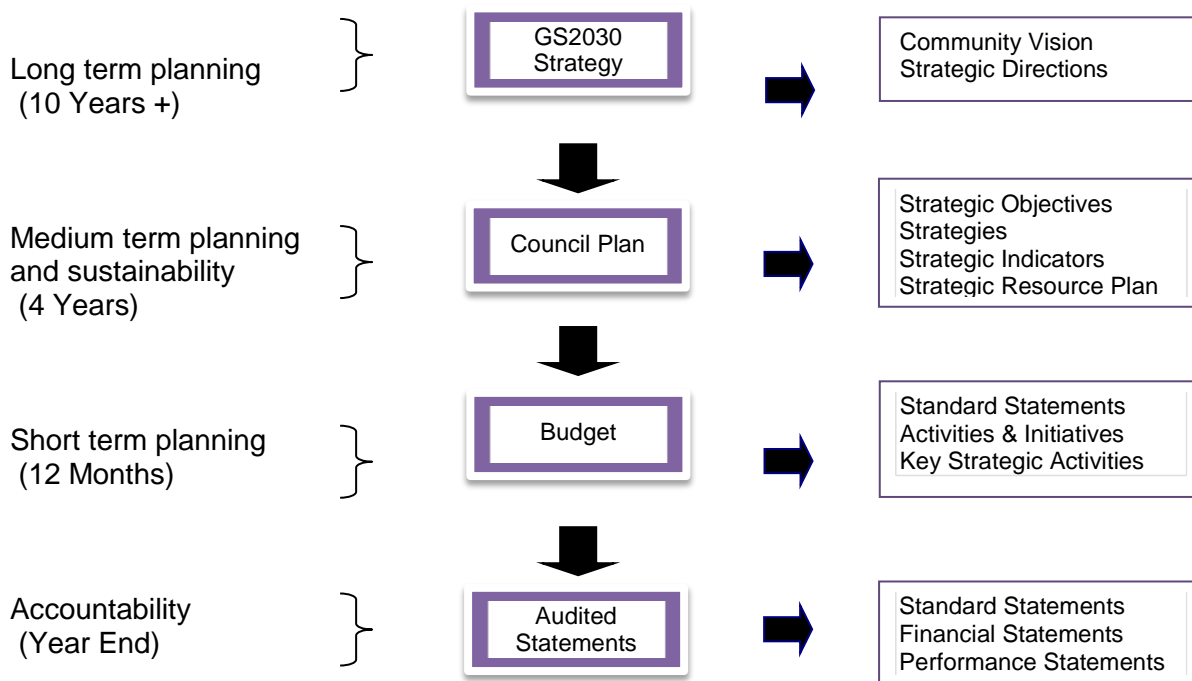 Long term planning
(10 Years +)
GS2030
Strategy
Community Vision
Strategic Directions
Medium term planning
and sustainability
(4 Years)
Council Plan
Strategic Objectives
Strategies
Strategic Indicators
Strategic Resource Plan
Short term planning
(12 Months)
Budget
Standard Statements
Activities & Initiatives
Key Strategic Activities
Accountability
(Year End)
Audited
Statements
Standard Statements
Financial Statements
Performance Statements